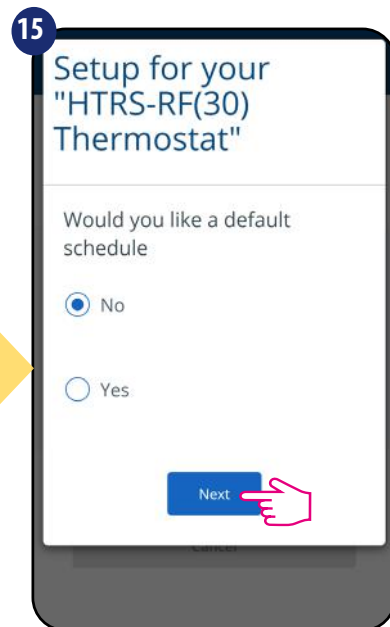 15
Setup for your
"HTRS-RF(30)
Thermostat"
Would you like a default
schedule
No
Yes
Next
Cancel